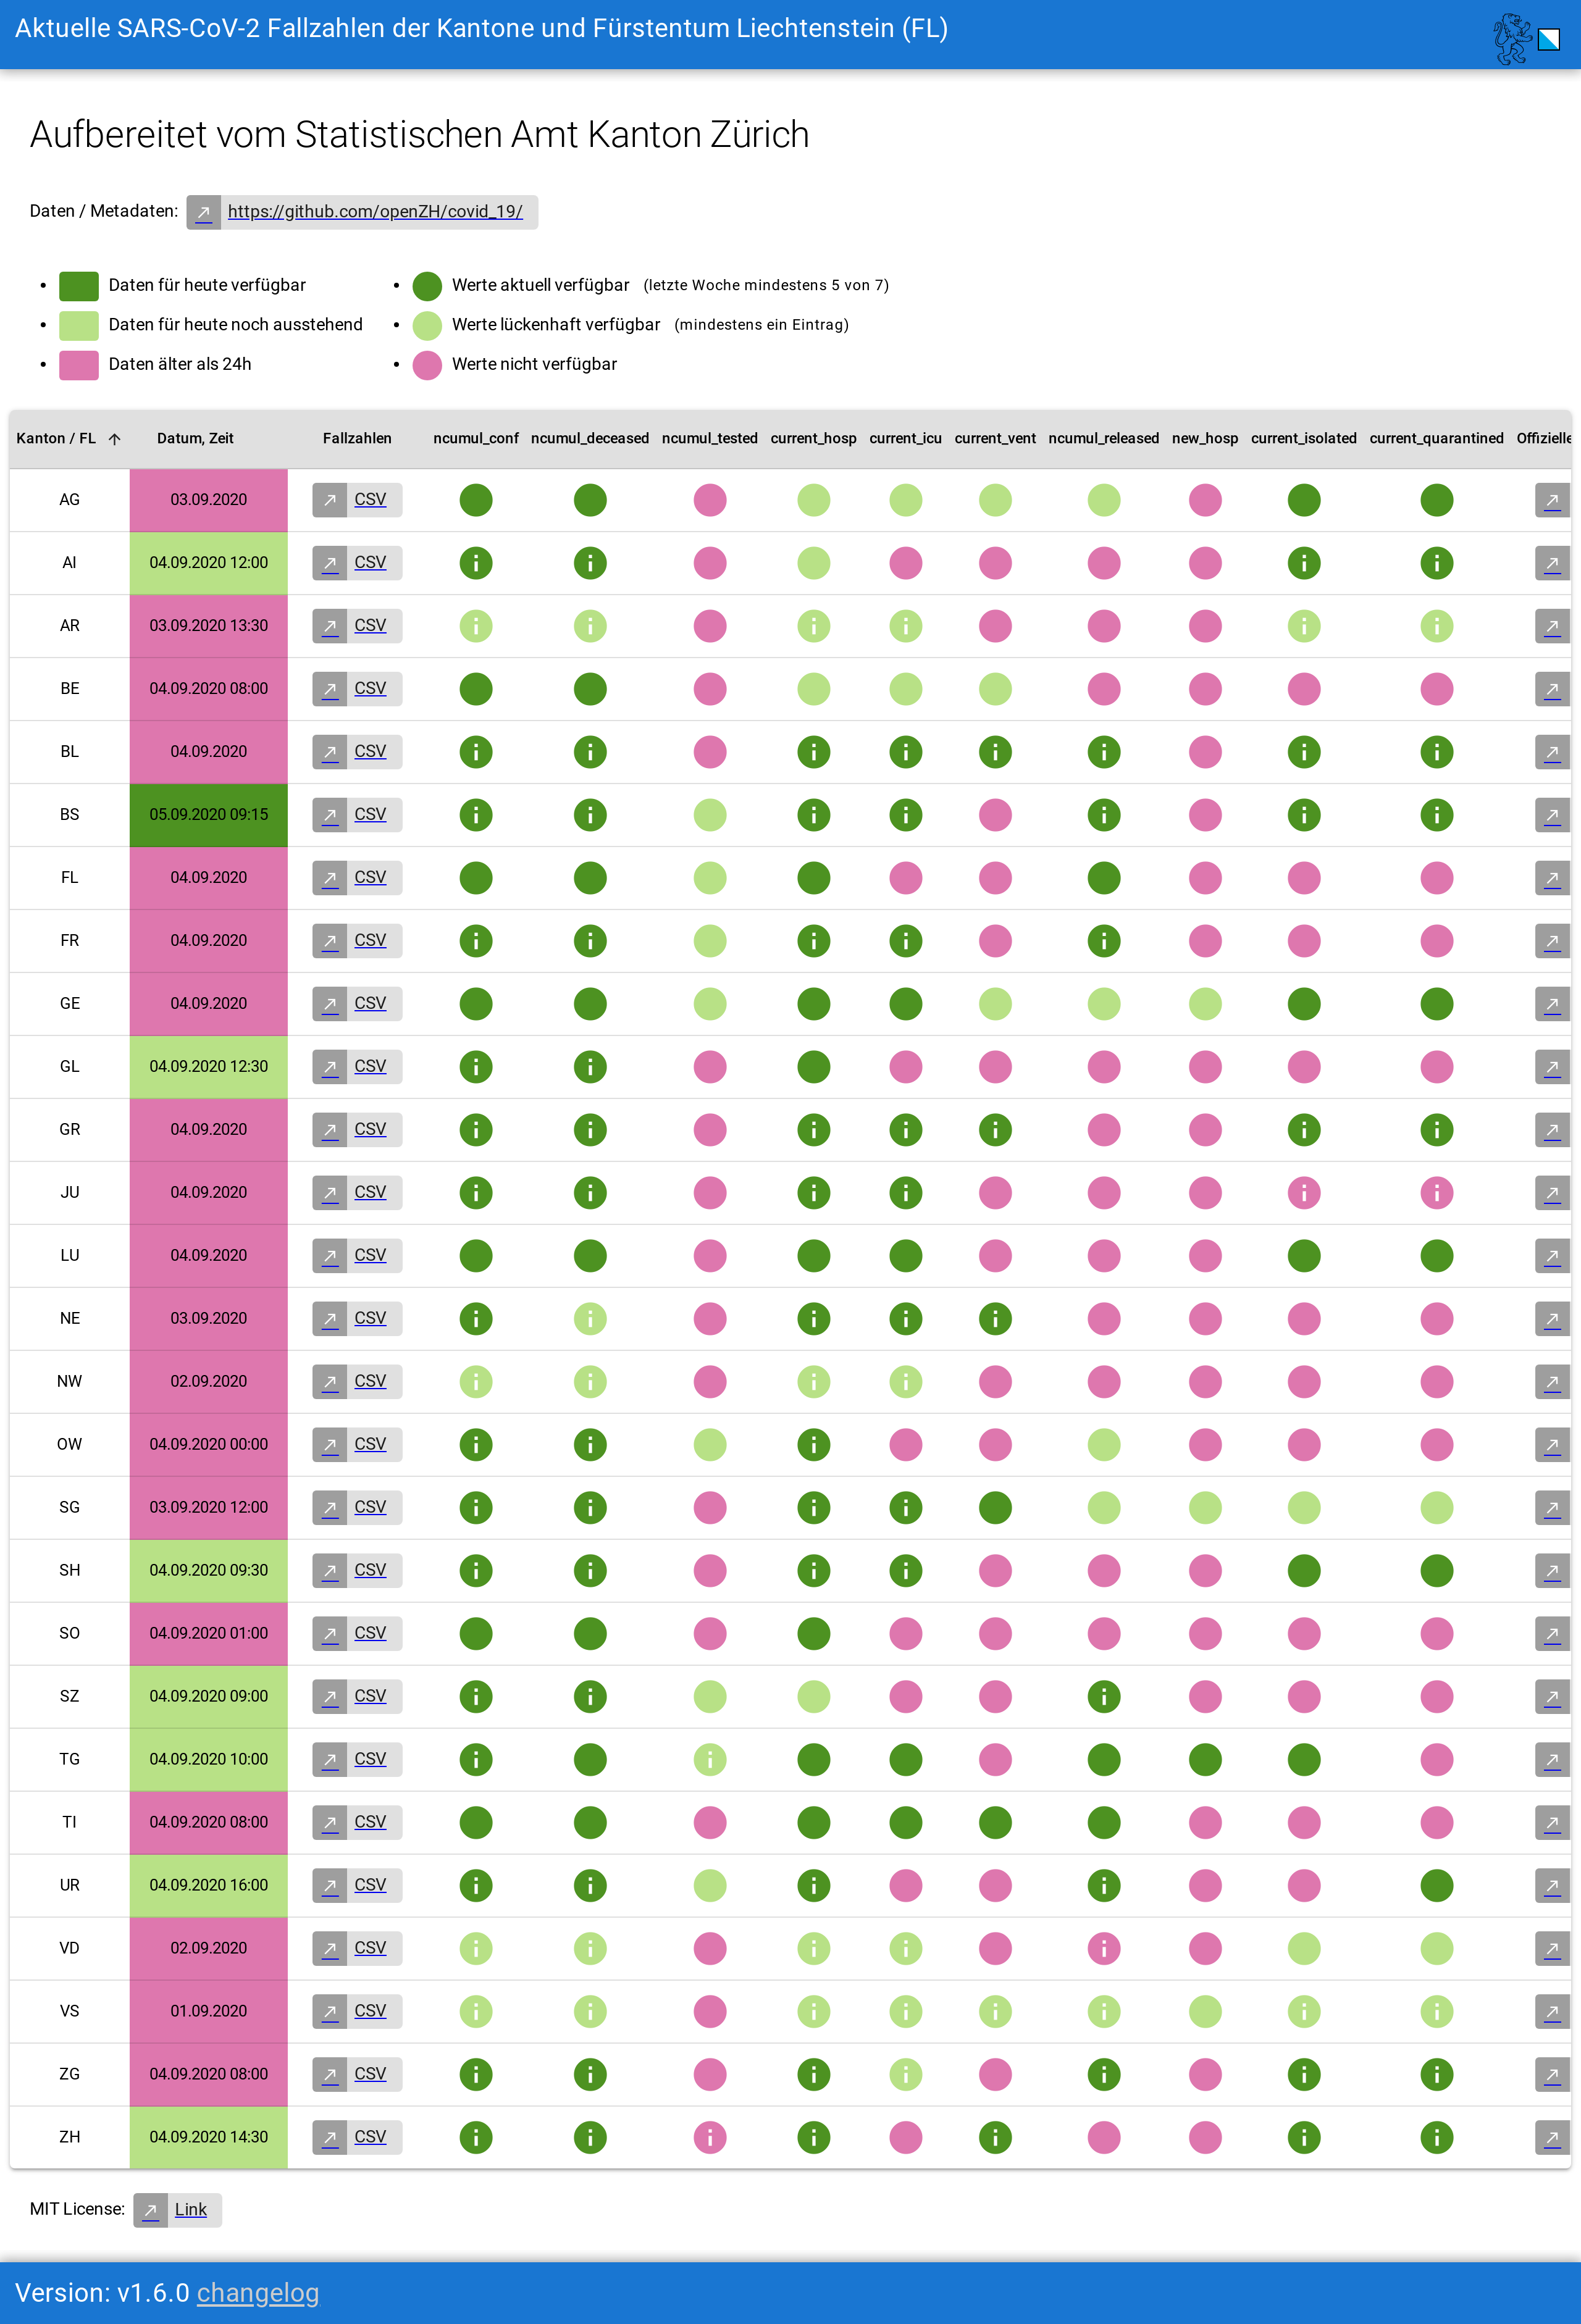 Aktuelle SARS-CoV-2 Fallzahlen der Kantone und Fürstentum Liechtenstein (FL)
Aufbereitet vom Statistischen Amt Kanton Zürich
Daten / Metadaten: https://github.com/openZH/covid_19/
Daten für heute verfügbar
Daten für heute noch ausstehend
Daten älter als 24h
Werte aktuell verfügbar (letzte Woche mindestens 5 von 7)
Werte lückenhaft verfügbar (mindestens ein Eintrag)
Werte nicht verfügbar
Kanton / FL Datum, Zeit Fallzahlen ncumul_conf ncumul_deceased ncumul_tested current_hosp current_icu current_vent ncumul_released new_hosp current_isolated current_quarantined Offizielle
AG 03.09.2020 CSV
AI 04.09.2020 12:00 CSV
AR 03.09.2020 13:30 CSV
BE 04.09.2020 08:00 CSV
BL 04.09.2020 CSV
BS 05.09.2020 09:15 CSV
FL 04.09.2020 CSV
FR 04.09.2020 CSV
GE 04.09.2020 CSV
GL 04.09.2020 12:30 CSV
GR 04.09.2020 CSV
JU 04.09.2020 CSV
LU 04.09.2020 CSV
NE 03.09.2020 CSV
NW 02.09.2020 CSV
OW 04.09.2020 00:00 CSV
SG 03.09.2020 12:00 CSV
SH 04.09.2020 09:30 CSV
SO 04.09.2020 01:00 CSV
SZ 04.09.2020 09:00 CSV
TG 04.09.2020 10:00 CSV
TI 04.09.2020 08:00 CSV
UR 04.09.2020 16:00 CSV
VD 02.09.2020 CSV
VS 01.09.2020 CSV
ZG 04.09.2020 08:00 CSV
ZH 04.09.2020 14:30 CSV
MIT License: Link
Version: v1.6.0 changelog